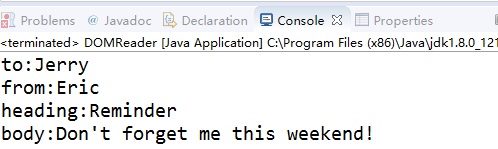 Problems @ Javadoc Declaration Console Properties
<terminated> DOMReader [Java Application] C:\Program Files (x86)\Java\jdk1.8.0_121
to:Jerry
from:Eric
heading:Reminder
body:Don't forget me this weekend!